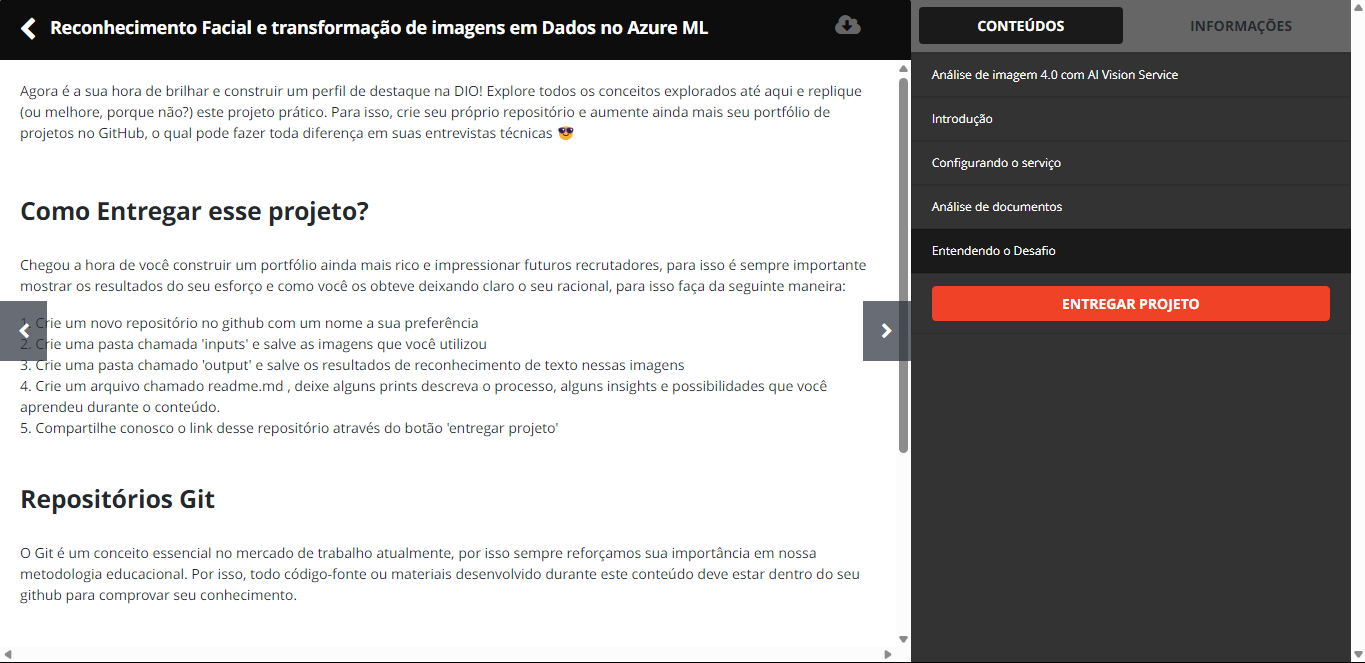 Reconhecimento Facial e transformação de imagens em Dados no Azure ML
Agora é a sua hora de brilhar e construir um perfil de destaque na DIO! Explore todos os conceitos explorados até aqui e replique
(ou melhore, porque não?) este projeto prático. Para isso, crie seu próprio repositório e aumente ainda mais seu portfólio de
projetos no GitHub, o qual pode fazer toda diferença em suas entrevistas técnicas 😎
Como Entregar esse projeto?
Chegou a hora de você construir um portfólio ainda mais rico e impressionar futuros recrutadores, para isso é sempre importante
mostrar os resultados do seu esforço e como você os obteve deixando claro o seu racional, para isso faça da seguinte maneira:
1. Crie um novo repositório no github com um nome a sua preferência
2. Crie uma pasta chamada 'inputs' e salve as imagens que você utilizou
3. Crie uma pasta chamado 'output' e salve os resultados de reconhecimento de texto nessas imagens
4. Crie um arquivo chamado readme.md , deixe alguns prints descreva o processo, alguns insights e possibilidades que você
aprendeu durante o conteúdo.
5. Compartilhe conosco o link desse repositório através do botão 'entregar projeto'
Repositórios Git
O Git é um conceito essencial no mercado de trabalho atualmente, por isso sempre reforçamos sua importância em nossa
metodologia educacional. Por isso, todo código-fonte ou materiais desenvolvido durante este conteúdo deve estar dentro do seu
github para comprovar seu conhecimento.
CONTEÚDOS
INFORMAÇÕES
Análise de imagem 4.0 com AI Vision Service
Introdução
Configurando o serviço
Análise de documentos
Entendendo o Desafio
ENTREGAR PROJETO